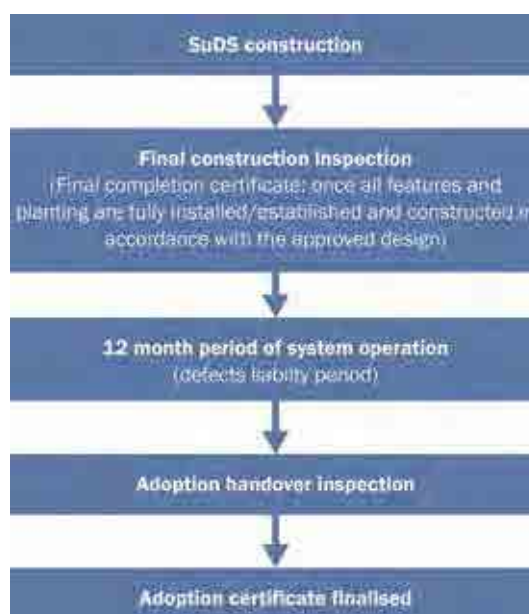 SuDS construction
Final construction inspection
(Final completion certificate: once all features and
planting are fully installed/established and constructed in
accordance with the approved design)
12 month period of system operation
(defects liability period)
Adoption handover inspection
Adoption certificate finalised